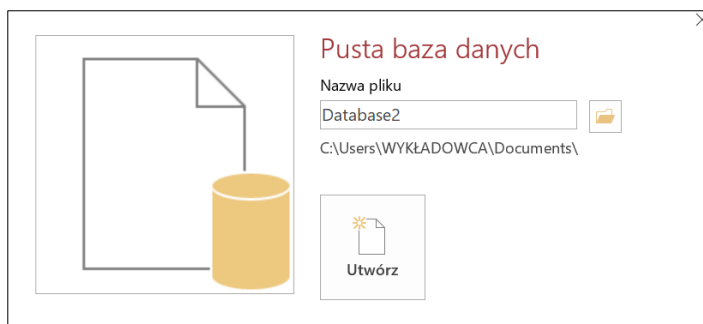 Pusta baza danych
Nazwa pliku
Database2
C:\Users\WYKŁADOWCA\Documents\
Utwórz